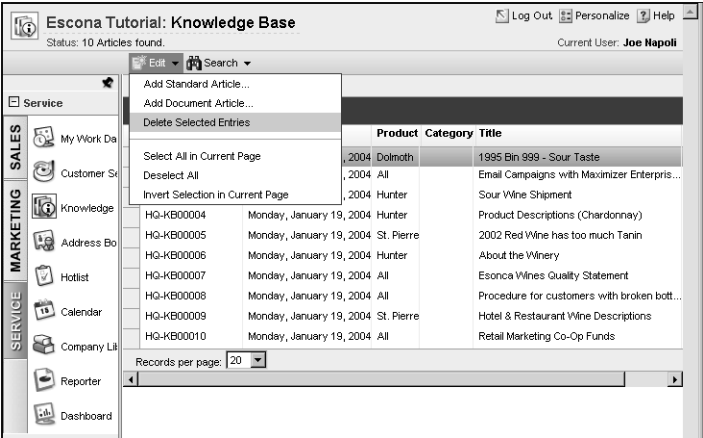 Escona Tutorial: Knowledge Base
Log Out Personalize ? Help
Status: 10 Articles found.
Current User: Joe Napoli
Edit Search
Service
SALES
MARKETING
SERVICE
My Work Da
Customer Se
Knowledge
Address Bo
Hotlist
Calendar
Company Lib
Reporter
Dashboard
Add Standard Article...
Add Document Article...
Delete Selected Entries
Select All in Current Page
Deselect All
Invert Selection in Current Page
Product Category Title
, 2004 Dolmoth 1995 Bin 999 - Sour Taste
, 2004 All Email Campaigns with Maximizer Enterpris...
, 2004 Hunter Sour Wine Shipment
HQ-KB00004 Monday, January 19, 2004 Hunter Product Descriptions (Chardonnay)
HQ-KB00005 Monday, January 19, 2004 St. Pierre 2002 Red Wine has too much Tanin
HQ-KB00006 Monday, January 19, 2004 Hunter About the Winery
HQ-KB00007 Monday, January 19, 2004 All Esonca Wines Quality Statement
HQ-KB00008 Monday, January 19, 2004 All Procedure for customers with broken bott...
HQ-KB00009 Monday, January 19, 2004 St. Pierre Hotel & Restaurant Wine Descriptions
HQ-KB00010 Monday, January 19, 2004 All Retail Marketing Co-Op Funds
Records per page: 20